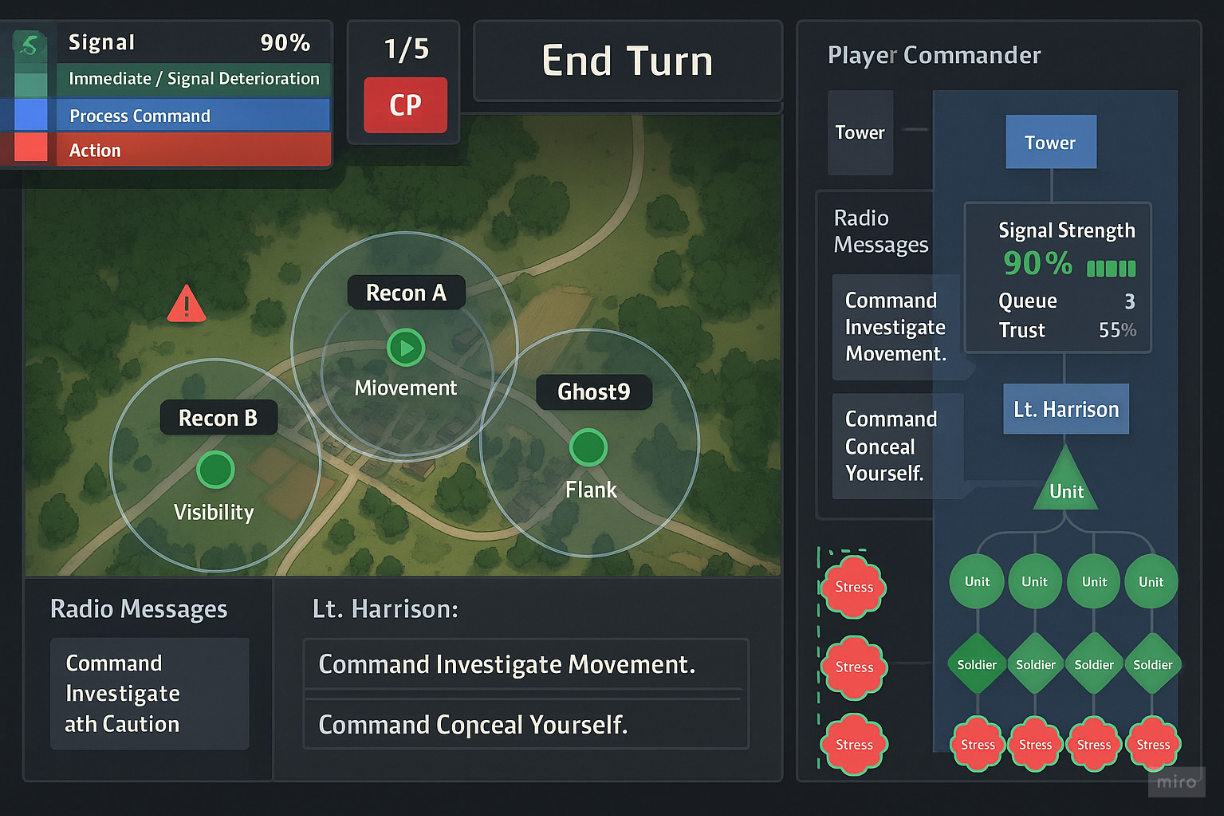 Signal 90%
Immediate / Signal Deterioration
Process Command
Action
1/5
CP
End Turn
Recon A
Miovement
Recon B
Visibility
Ghost9
Flank
Radio Messages
Command
Investigate
ath Caution
Lt. Harrison:
Command Investigate Movement.
Command Conceal Yourself.
Player Commander
Tower
Tower
Radio
Messages
Command
Investigate
Movement.
Command
Conceal
Yourself.
Signal Strength
90%
Queue 3
Trust 55%
Lt. Harrison
Unit
Unit Unit Unit Unit
Soldier Soldier Soldier Soldier
Stress Stress Stress Stress
Stress
Stress
Stress
miro